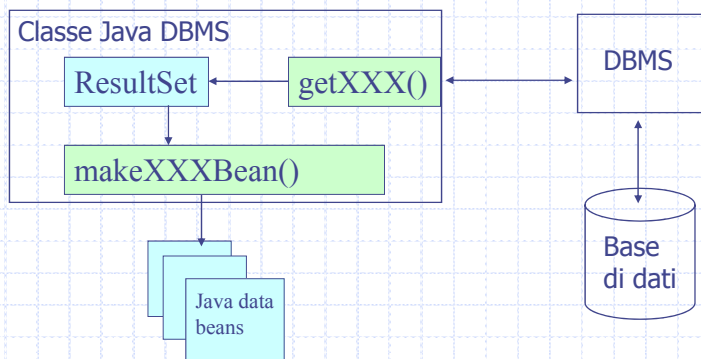 Classe Java DBMS
ResultSet
getXXX()
DBMS
makeXXXBean()
Base
di dati
Java data
beans